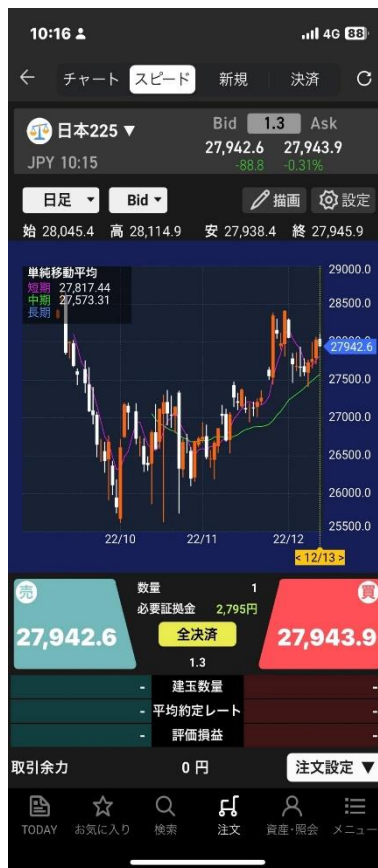 10:16 4G 88
チャート スピード 新規 決済
日本225 ▼ Bid 1.3 Ask
27,942.6 27,943.9
JPY 10:15 -88.8 -0.31%
日足 ▼ Bid ▼ 描画 設定
始 28,045.4 高 28,114.9 安 27,938.4 終 27,945.9
単純移動平均
短期 27,817.44
中期 27,573.31
長期
29000.0
28500.0
27942.6
27500.0
27000.0
26500.0
26000.0
25500.0
22/10 22/11 22/12
< 12/13 >
売 数量 1 買
必要証拠金 2,795円
27,942.6 全決済 27,943.9
1.3
- 建玉数量 -
- 平均約定レート -
- 評価損益 -
取引余力 0 円 注文設定 ▼
TODAY お気に入り 検索 注文 資産・照会 メニュー